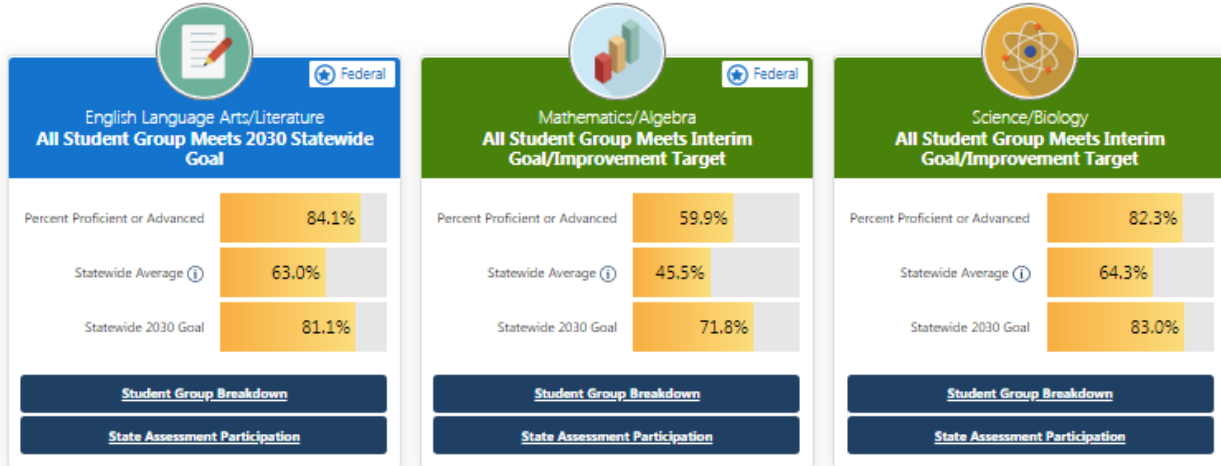 Federal
English Language Arts/Literature
All Student Group Meets 2030 Statewide
Goal
Percent Proficient or Advanced
84.1%
Statewide Average
63.0%
Statewide 2030 Goal
81.1%
Student Group Breakdown
State Assessment Participation
Federal
Mathematics/Algebra
All Student Group Meets Interim
Goal/Improvement Target
Percent Proficient or Advanced
59.9%
Statewide Average
45.5%
Statewide 2030 Goal
71.8%
Student Group Breakdown
State Assessment Participation
Science/Biology
All Student Group Meets Interim
Goal/Improvement Target
Percent Proficient or Advanced
82.3%
Statewide Average
64.3%
Statewide 2030 Goal
83.0%
Student Group Breakdown
State Assessment Participation